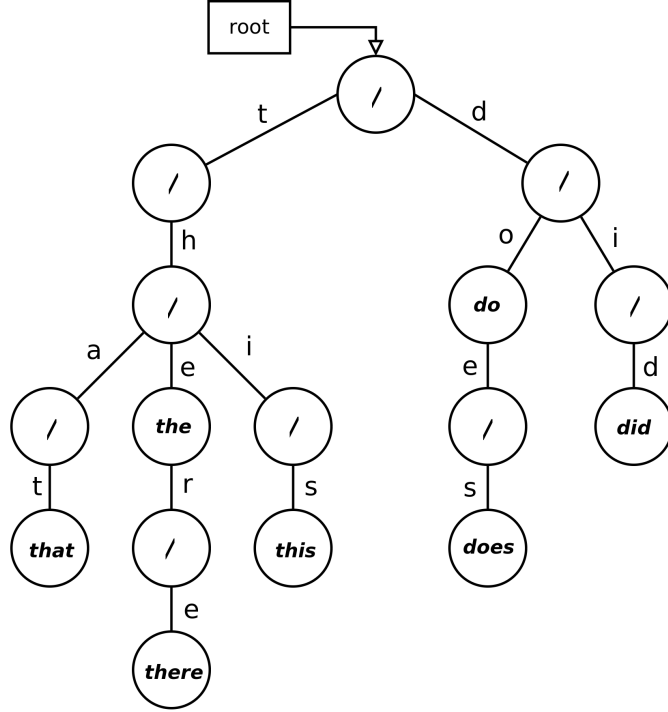 root
/
t d
/ /
h o i
/ do /
a e i e d
/ the / / did
t r s s
that / this does
e
there